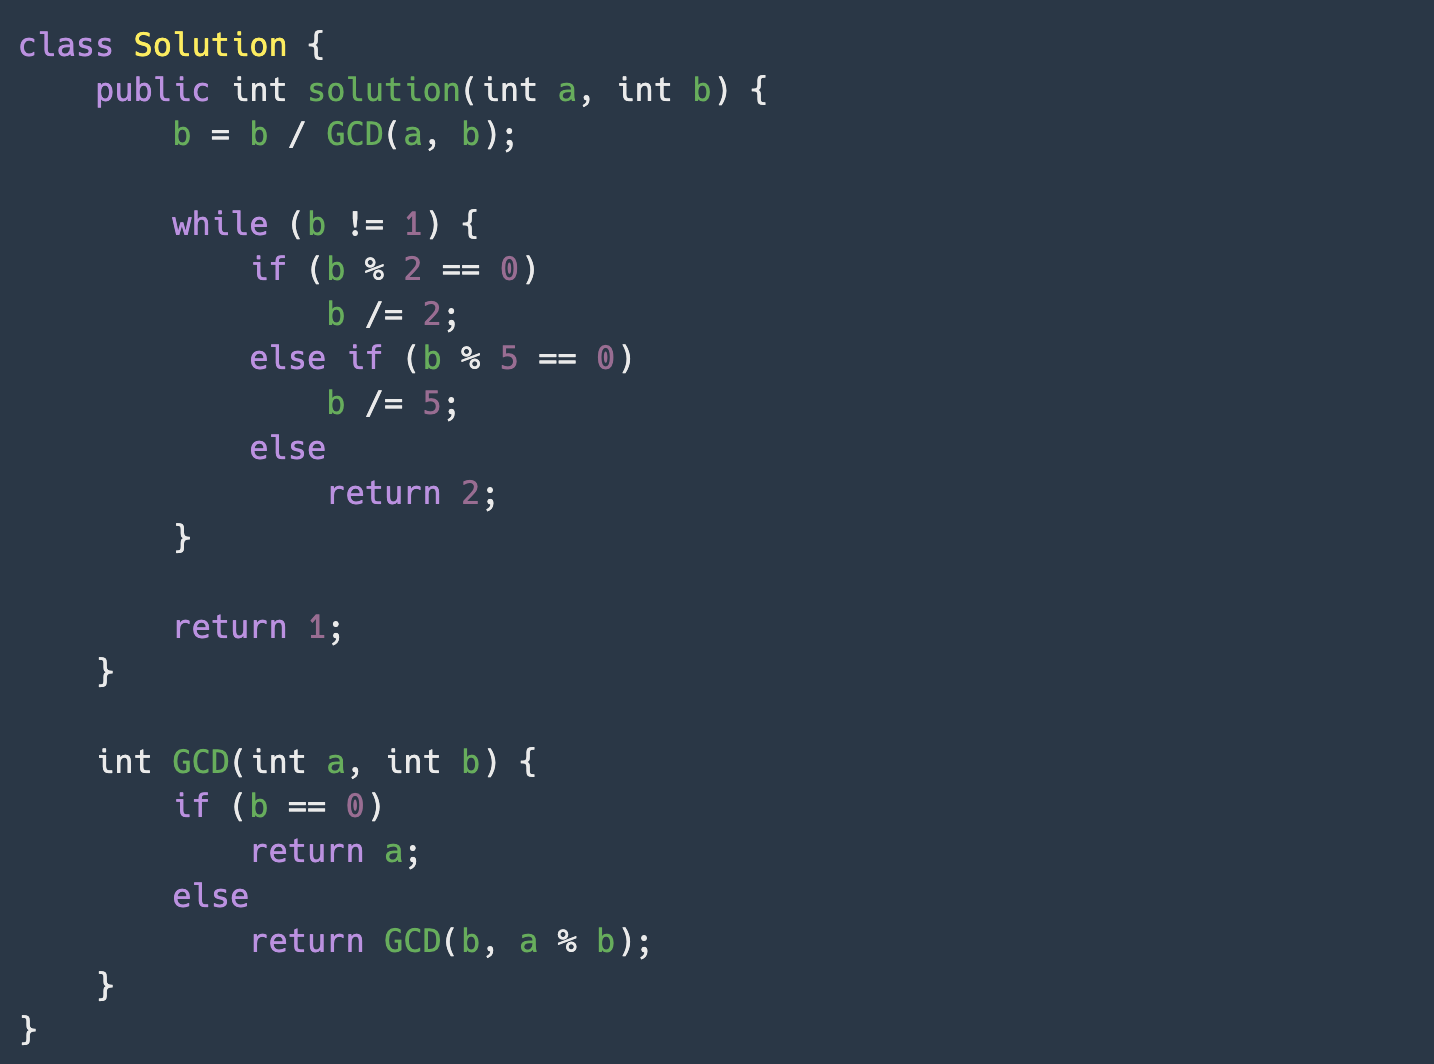 class Solution {
    public int solution(int a, int b) {
        b = b / GCD(a, b);

        while (b != 1) {
            if (b % 2 == 0)
                b /= 2;
            else if (b % 5 == 0)
                b /= 5;
            else
                return 2;
        }

        return 1;
    }

    int GCD(int a, int b) {
        if (b == 0)
            return a;
        else
            return GCD(b, a % b);
    }
}